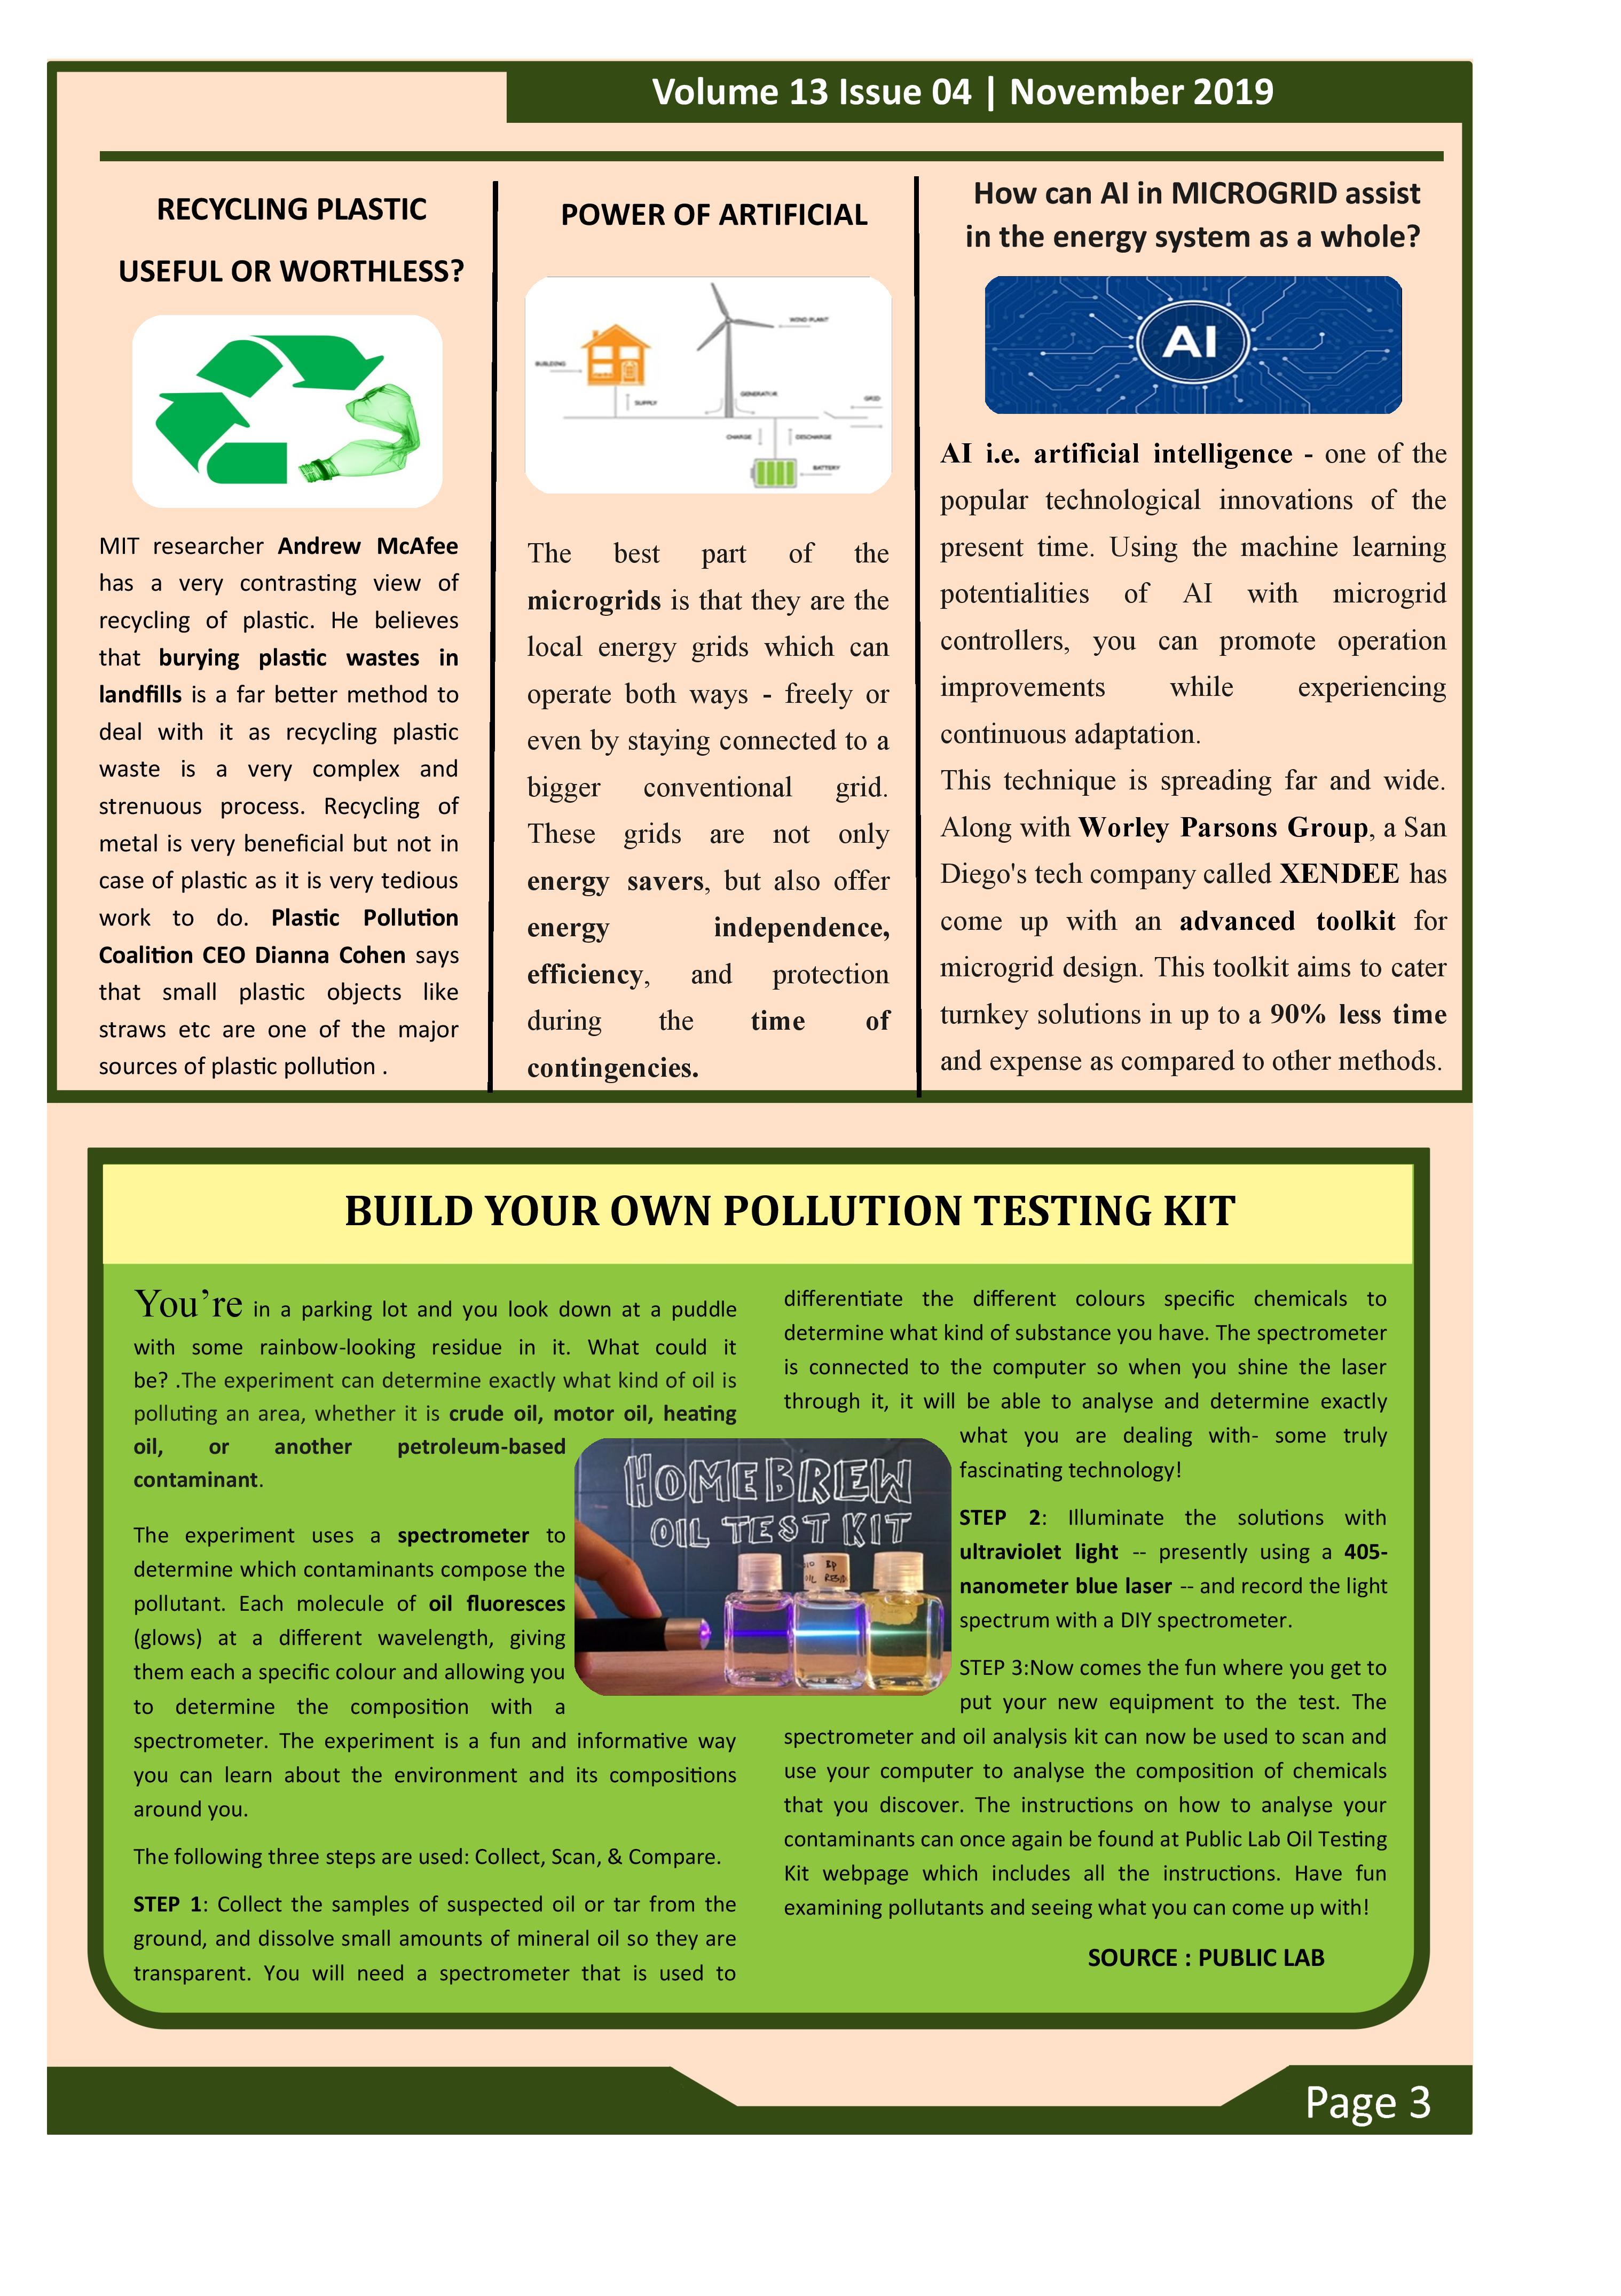 Volume 13 Issue 04 | November 2019
RECYCLING PLASTIC
USEFUL OR WORTHLESS?
MIT researcher Andrew McAfee
has a very contrasting view of
recycling of plastic. He believes
that burying plastic wastes in
landfills is a far better method to
deal with it as recycling plastic
waste is a very complex and
strenuous process. Recycling of
metal is very beneficial but not in
case of plastic as it is very tedious
work to do. Plastic Pollution
Coalition CEO Dianna Cohen says
that small plastic objects like
straws etc are one of the major
sources of plastic pollution .
POWER OF ARTIFICIAL
WIND PLANT
BUILDING
SUPPLY
GENERATOR
GRID
CHARGE
DISCHARGE
BATTERY
The best part of the
microgrids is that they are the
local energy grids which can
operate both ways - freely or
even by staying connected to a
bigger conventional grid.
These grids are not only
energy savers, but also offer
energy independence,
efficiency, and protection
during the time of
contingencies.
How can AI in MICROGRID assist
in the energy system as a whole?
AI
AI i.e. artificial intelligence - one of the
popular technological innovations of the
present time. Using the machine learning
potentialities of AI with microgrid
controllers, you can promote operation
improvements while experiencing
continuous adaptation.
This technique is spreading far and wide.
Along with Worley Parsons Group, a San
Diego's tech company called XENDEE has
come up with an advanced toolkit for
microgrid design. This toolkit aims to cater
turnkey solutions in up to a 90% less time
and expense as compared to other methods.
BUILD YOUR OWN POLLUTION TESTING KIT
You’re in a parking lot and you look down at a puddle
with some rainbow-looking residue in it. What could it
be? .The experiment can determine exactly what kind of oil is
polluting an area, whether it is crude oil, motor oil, heating
oil, or another petroleum-based
contaminant.
The experiment uses a spectrometer to
determine which contaminants compose the
pollutant. Each molecule of oil fluoresces
(glows) at a different wavelength, giving
them each a specific colour and allowing you
to determine the composition with a
spectrometer. The experiment is a fun and informative way
you can learn about the environment and its compositions
around you.
The following three steps are used: Collect, Scan, & Compare.
STEP 1: Collect the samples of suspected oil or tar from the
ground, and dissolve small amounts of mineral oil so they are
transparent. You will need a spectrometer that is used to
HOMEBREW
OIL TEST KIT
BP
OIL
differentiate the different colours specific chemicals to
determine what kind of substance you have. The spectrometer
is connected to the computer so when you shine the laser
through it, it will be able to analyse and determine exactly
what you are dealing with- some truly
fascinating technology!
STEP 2: Illuminate the solutions with
ultraviolet light -- presently using a 405-
nanometer blue laser -- and record the light
spectrum with a DIY spectrometer.
STEP 3:Now comes the fun where you get to
put your new equipment to the test. The
spectrometer and oil analysis kit can now be used to scan and
use your computer to analyse the composition of chemicals
that you discover. The instructions on how to analyse your
contaminants can once again be found at Public Lab Oil Testing
Kit webpage which includes all the instructions. Have fun
examining pollutants and seeing what you can come up with!
SOURCE : PUBLIC LAB
Page 3